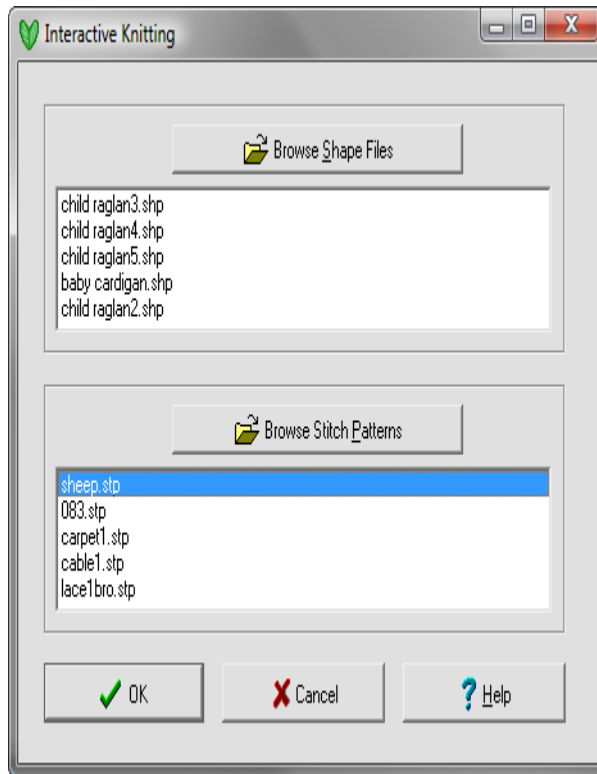 Interactive Knitting
Browse Shape Files
child raglan3.shp
child raglan4.shp
child raglan5.shp
baby cardigan.shp
child raglan2.shp
Browse Stitch Patterns
sheep.stp
083.stp
carpet1.stp
cable1.stp
lace1bro.stp
OK
Cancel
Help